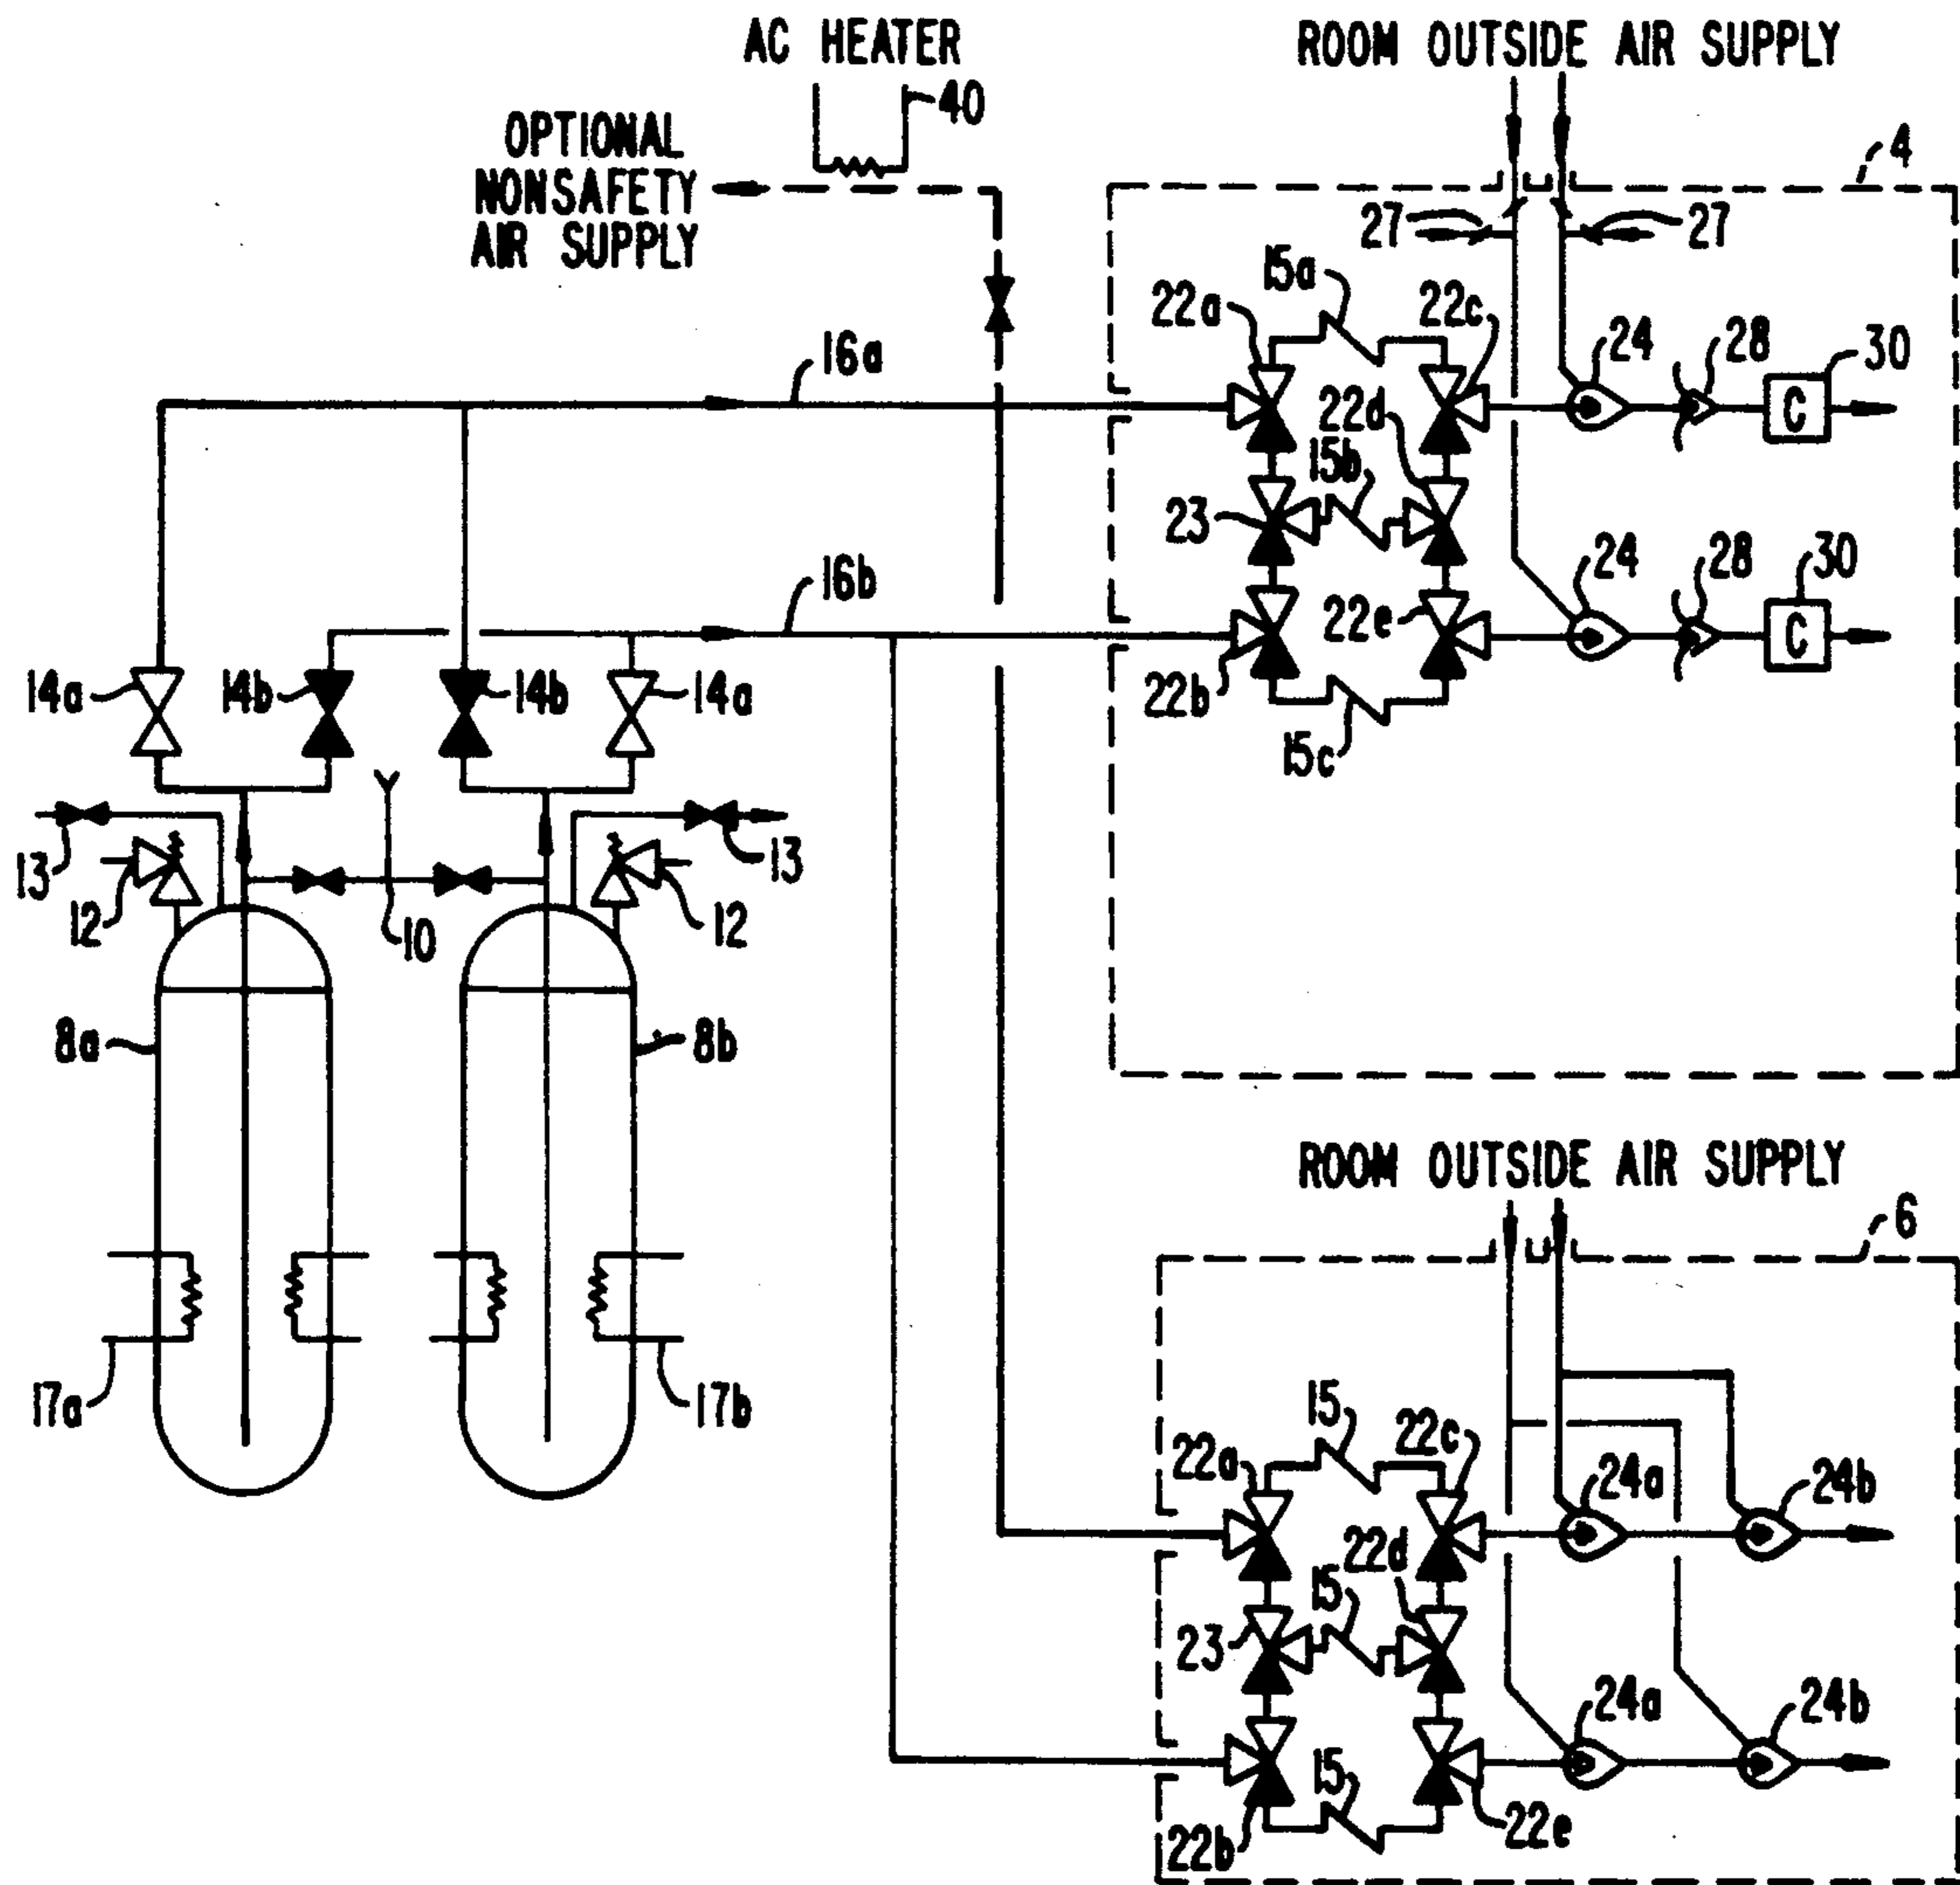 AC HEATER
40
OPTIONAL
NONSAFETY
AIR SUPPLY
ROOM OUTSIDE AIR SUPPLY
4
27
27
15a
22a
22c
24
28
30
16a
22d
C
15b
23
16b
24
28
30
22e
C
14a
14b
14b
14a
22b
15c
13
12
10
12
13
8a
8b
ROOM OUTSIDE AIR SUPPLY
6
17a
17b
15
22c
22a
24a
24b
22d
15
23
24a
24b
15
22e
22b